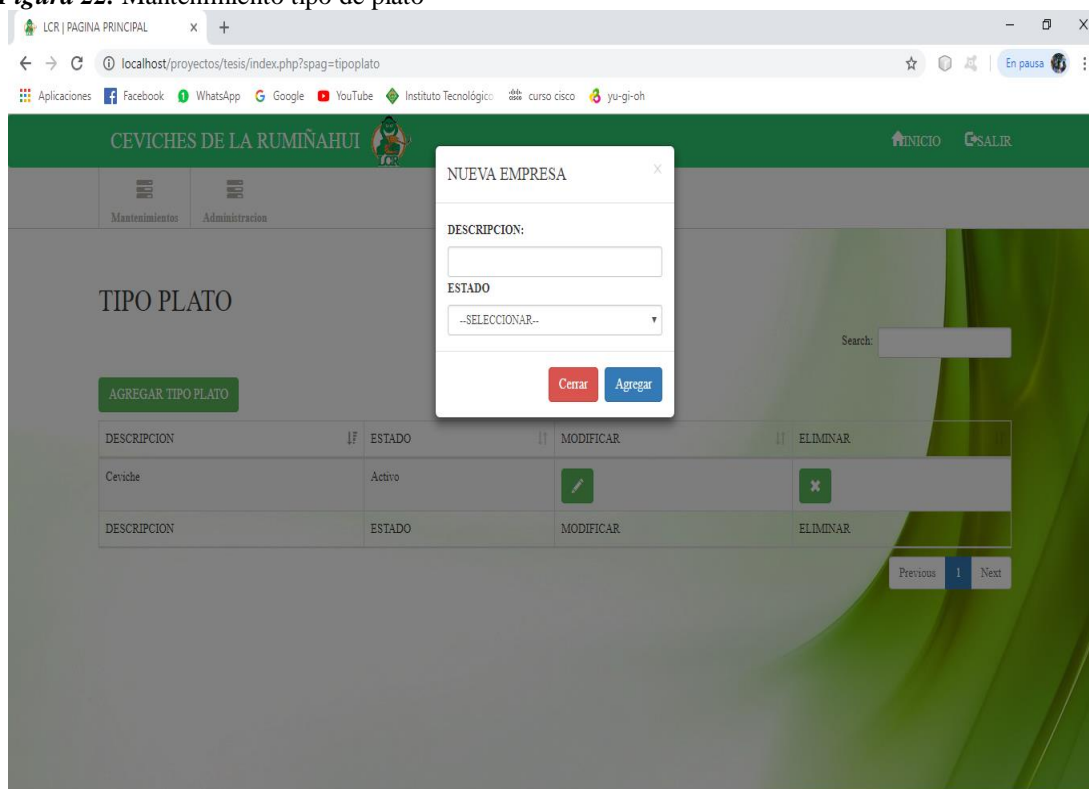 Figura 22: Mantenimiento tipo de plato
LCR | PAGINA PRINCIPAL
localhost/proyectos/tesis/index.php?spag=tipoplato
En pausa
Aplicaciones Facebook WhatsApp Google YouTube Instituto Tecnológico curso cisco yu-gi-oh
CEVICHES DE LA RUMIÑAHUI LCR INICIO SALIR
Mantenimientos Administracion
NUEVA EMPRESA x
DESCRIPCION:
ESTADO
--SELECCIONAR--
Cerrar Agregar
TIPO PLATO
Search:
AGREGAR TIPO PLATO
DESCRIPCION ESTADO MODIFICAR ELIMINAR
Ceviche Activo
DESCRIPCION ESTADO MODIFICAR ELIMINAR
Previous 1 Next